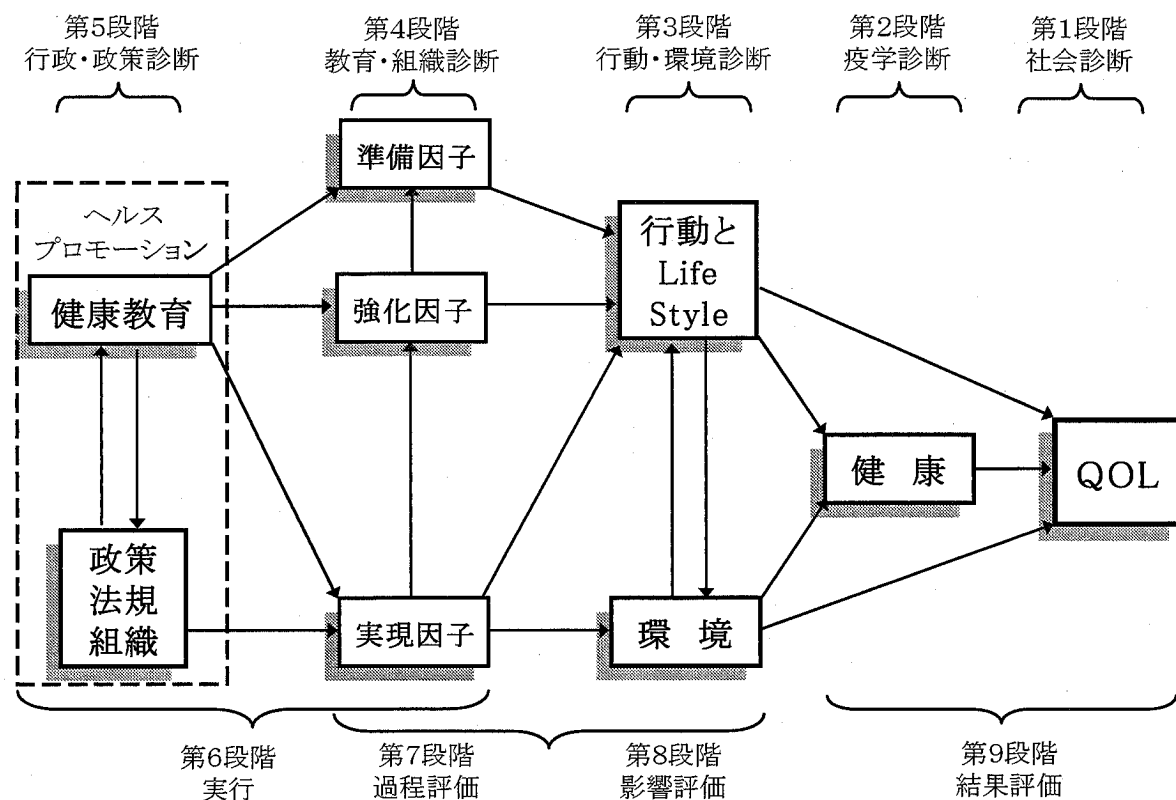 第5段階
行政・政策診断
第4段階
教育・組織診断
第3段階
行動・環境診断
第2段階
疫学診断
第1段階
社会診断
準備因子
ヘルス
プロモーション
健康教育
強化因子
行動と
Life
Style
健 康
QOL
政策
法規
組織
実現因子
環 境
第6段階
実行
第7段階
過程評価
第8段階
影響評価
第9段階
結果評価